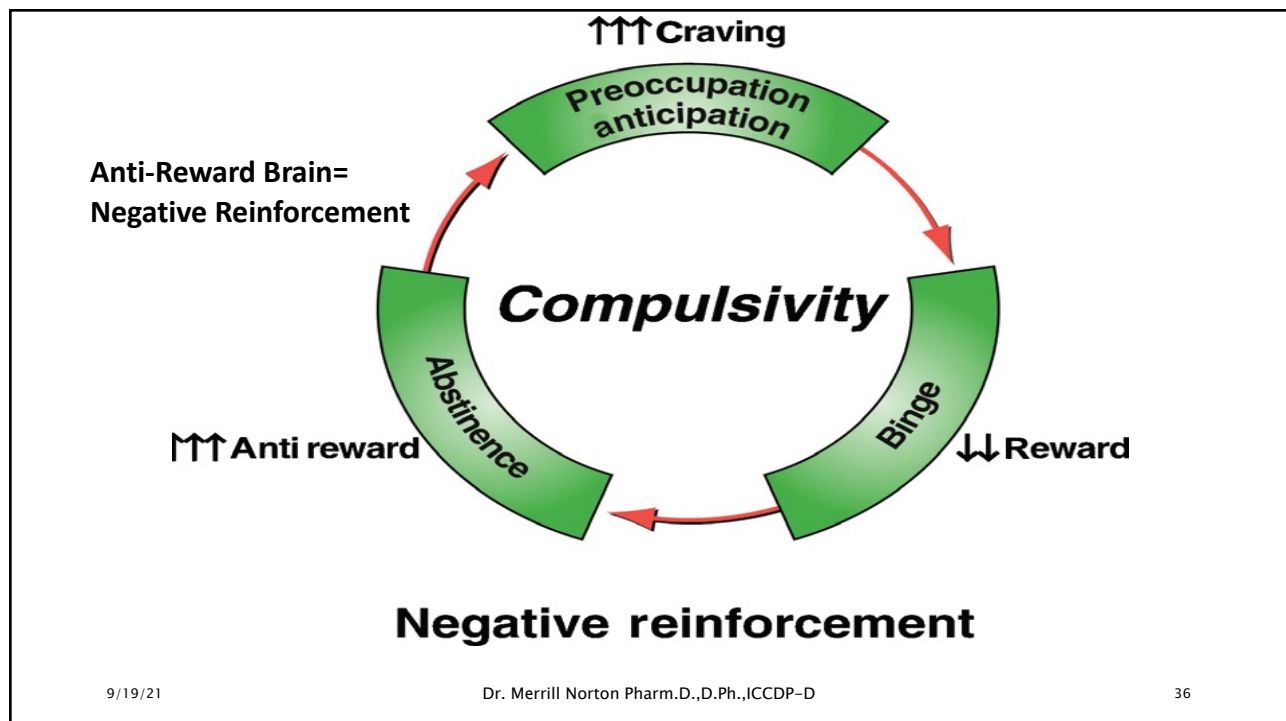 ↑↑↑ Craving
Preoccupation
anticipation
Anti-Reward Brain=
Negative Reinforcement
Compulsivity
Abstinence
Binge
↑↑↑ Anti reward
↓↓ Reward
Negative reinforcement
9/19/21
Dr. Merrill Norton Pharm.D.,D.Ph.,ICCDP-D
36